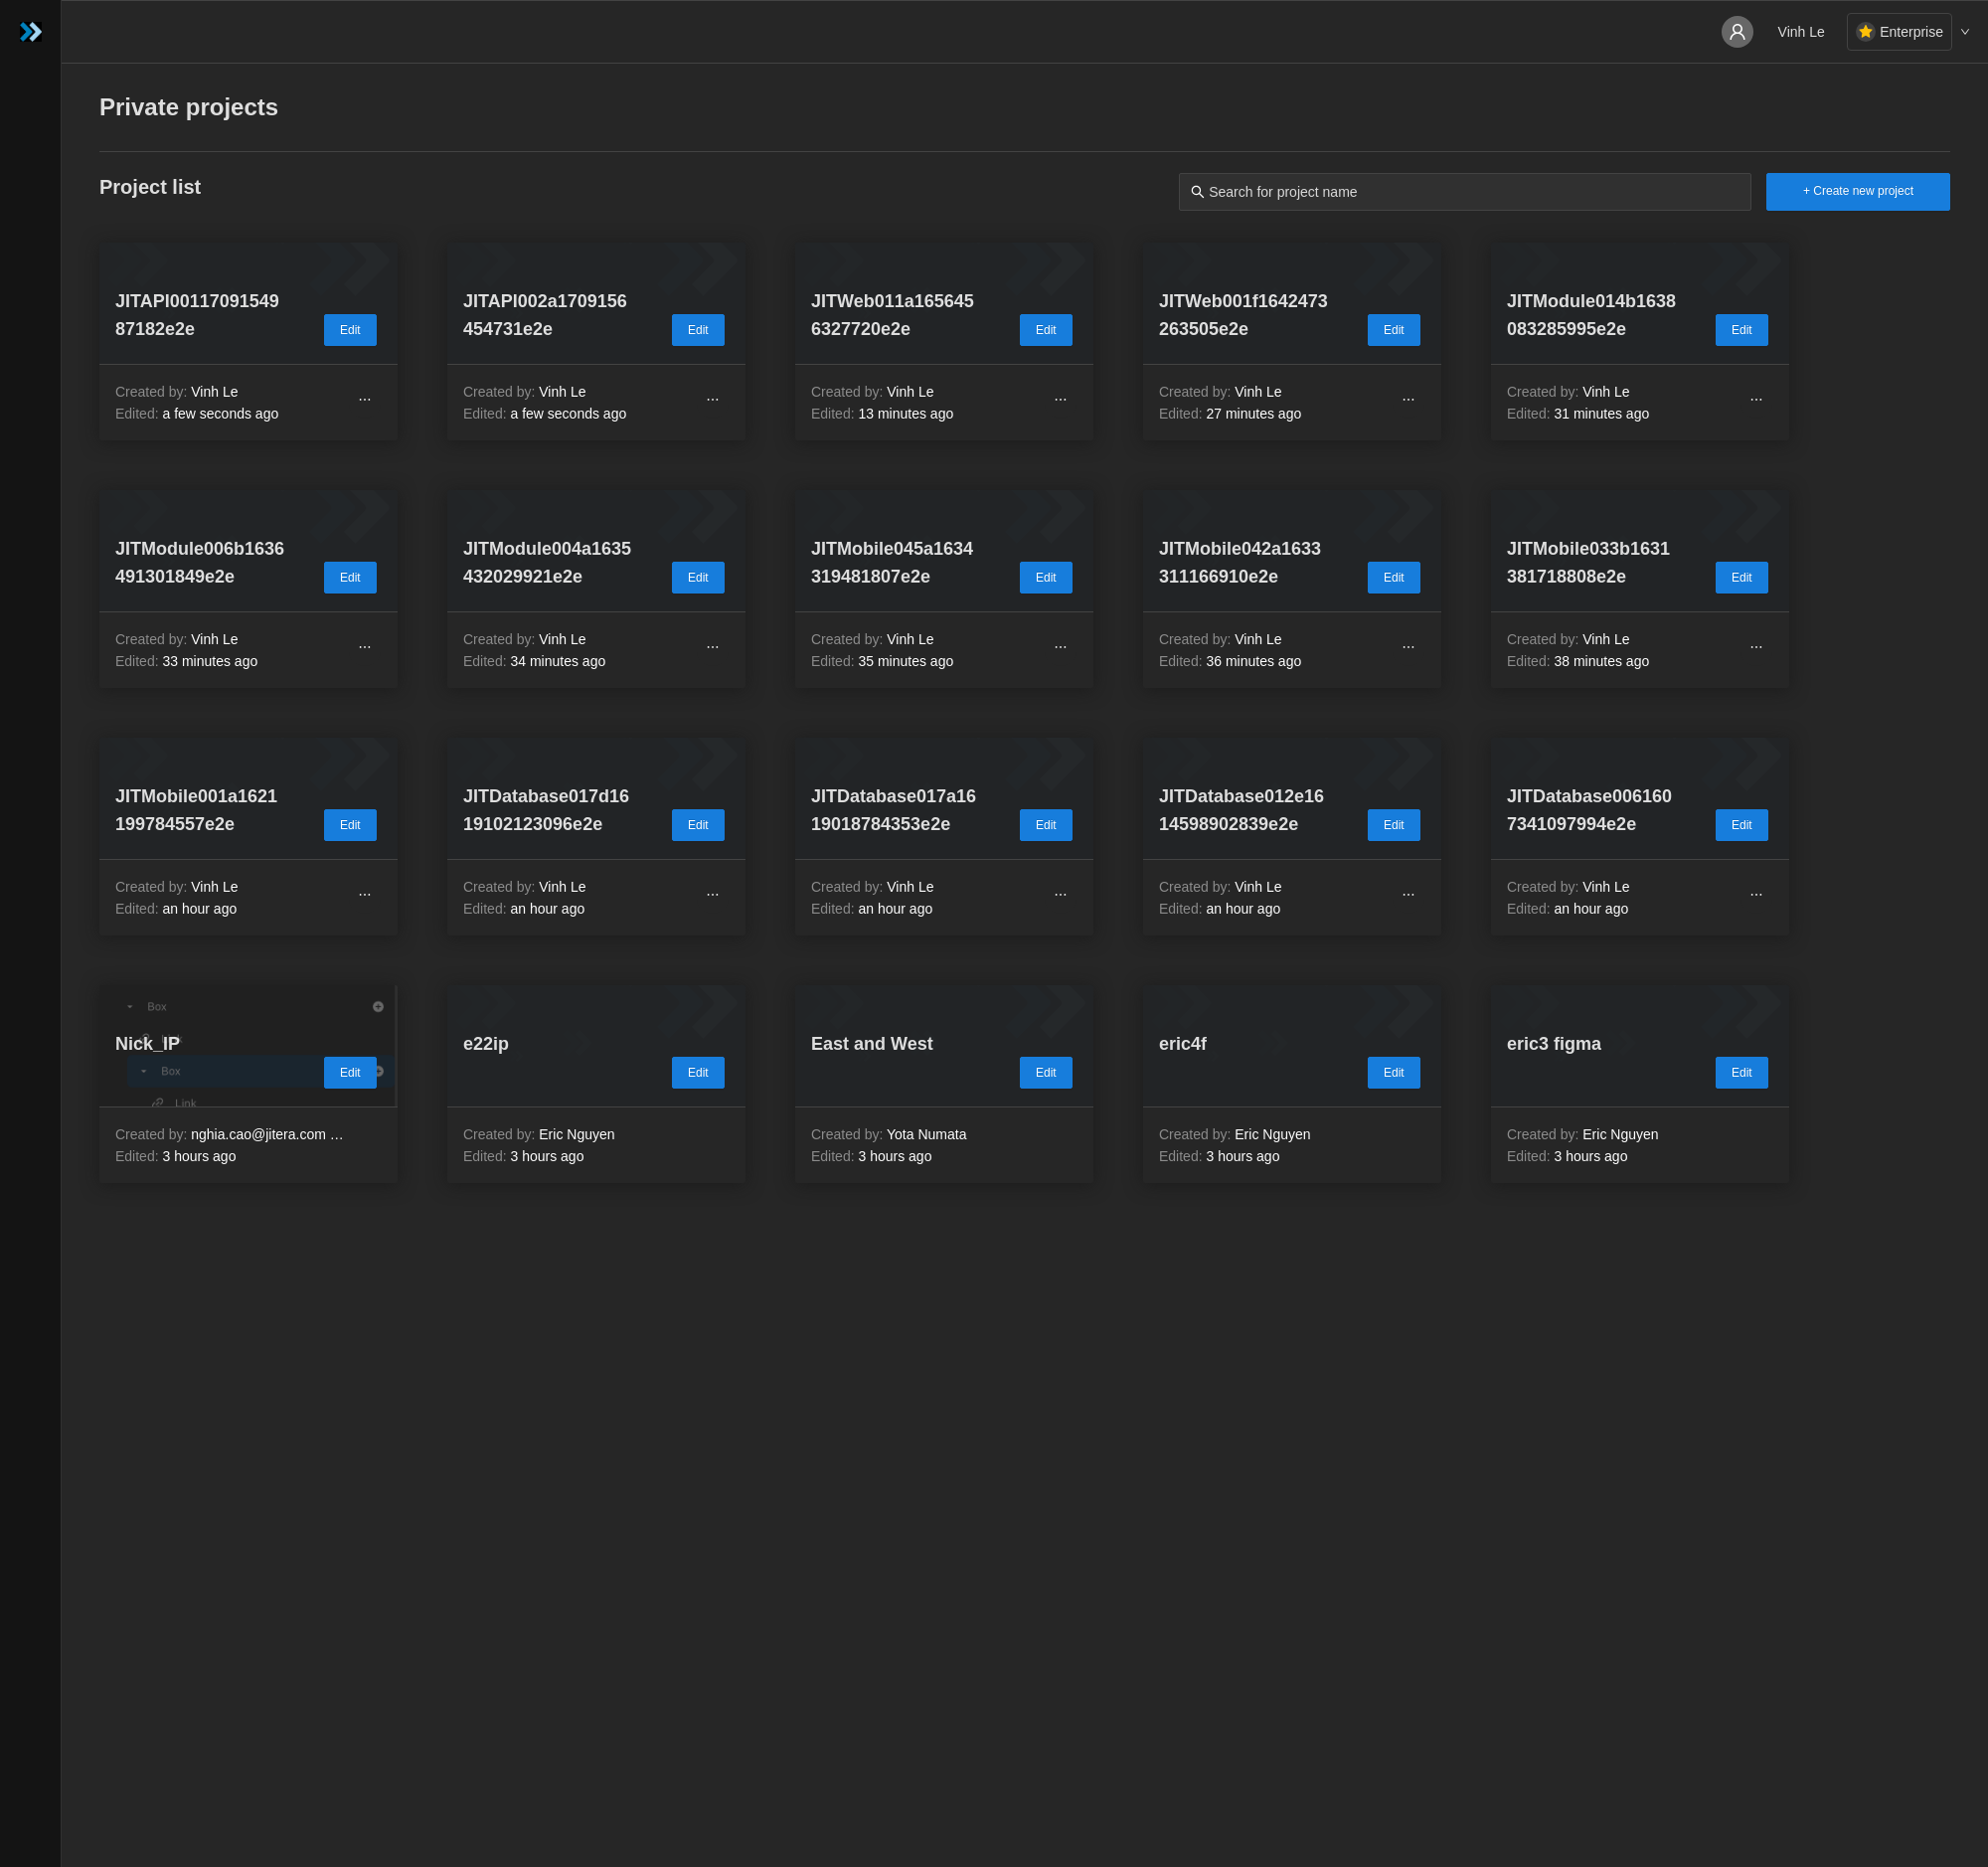 Vinh Le
Enterprise
Private projects
Project list
Search for project name
+ Create new project
JITAPI00117091549
87182e2e
Edit
Created by: Vinh Le
...
Edited: a few seconds ago
JITAPI002a1709156
454731e2e
Edit
Created by: Vinh Le
...
Edited: a few seconds ago
JITWeb011a165645
6327720e2e
Edit
Created by: Vinh Le
...
Edited: 13 minutes ago
JITWeb001f1642473
263505e2e
Edit
Created by: Vinh Le
...
Edited: 27 minutes ago
JITModule014b1638
083285995e2e
Edit
Created by: Vinh Le
...
Edited: 31 minutes ago
JITModule006b1636
491301849e2e
Edit
Created by: Vinh Le
...
Edited: 33 minutes ago
JITModule004a1635
432029921e2e
Edit
Created by: Vinh Le
...
Edited: 34 minutes ago
JITMobile045a1634
319481807e2e
Edit
Created by: Vinh Le
...
Edited: 35 minutes ago
JITMobile042a1633
311166910e2e
Edit
Created by: Vinh Le
...
Edited: 36 minutes ago
JITMobile033b1631
381718808e2e
Edit
Created by: Vinh Le
...
Edited: 38 minutes ago
JITMobile001a1621
199784557e2e
Edit
Created by: Vinh Le
...
Edited: an hour ago
JITDatabase017d16
19102123096e2e
Edit
Created by: Vinh Le
...
Edited: an hour ago
JITDatabase017a16
19018784353e2e
Edit
Created by: Vinh Le
...
Edited: an hour ago
JITDatabase012e16
14598902839e2e
Edit
Created by: Vinh Le
...
Edited: an hour ago
JITDatabase006160
7341097994e2e
Edit
Created by: Vinh Le
...
Edited: an hour ago
Box
Nick_IP
Box
Edit
Link
Created by: nghia.cao@jitera.com …
Edited: 3 hours ago
e22ip
Edit
Created by: Eric Nguyen
Edited: 3 hours ago
East and West
Edit
Created by: Yota Numata
Edited: 3 hours ago
eric4f
Edit
Created by: Eric Nguyen
Edited: 3 hours ago
eric3 figma
Edit
Created by: Eric Nguyen
Edited: 3 hours ago